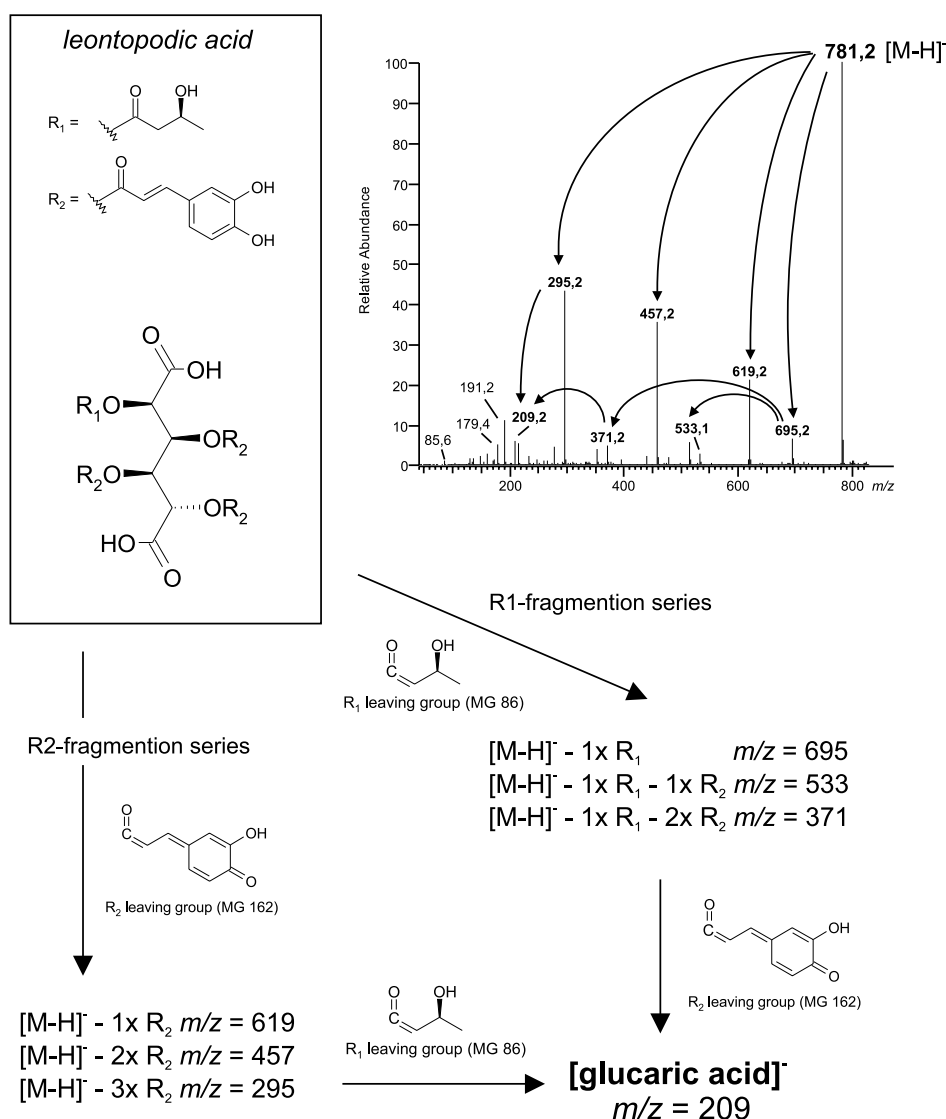 leontopodic acid
R1 =
O
OH
R2 =
O
OH
OH
O
OH
R1O
OR2
R2O
OR2
HO
O
781,2 [M-H]-
Relative Abundance
100
90
80
70
60
50
40
30
20
10
0
295,2
457,2
619,2
191,2
179,4
209,2
85,6
371,2
533,1
695,2
200
400
600
800
m/z
R1-fragmention series
O
OH
C
R1 leaving group (MG 86)
R2-fragmention series
[M-H]- - 1x R1 m/z = 695
[M-H]- - 1x R1 - 1x R2 m/z = 533
[M-H]- - 1x R1 - 2x R2 m/z = 371
O
C
OH
O
R2 leaving group (MG 162)
O
C
OH
O
R2 leaving group (MG 162)
[M-H]- - 1x R2 m/z = 619
[M-H]- - 2x R2 m/z = 457
[M-H]- - 3x R2 m/z = 295
O
OH
C
R1 leaving group (MG 86)
[glucaric acid]-
m/z = 209